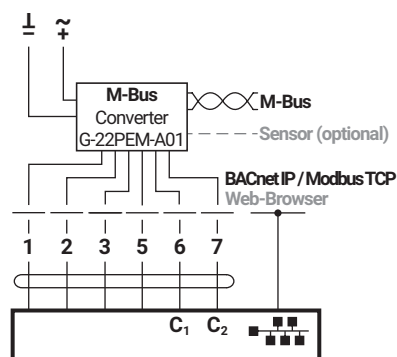 ⊥ ~
– +
M-Bus
Converter
G-22PEM-A01
M-Bus
Sensor (optional)
BACnet IP / Modbus TCP
Web-Browser
1 2 3 5 6 7
C₁ C₂